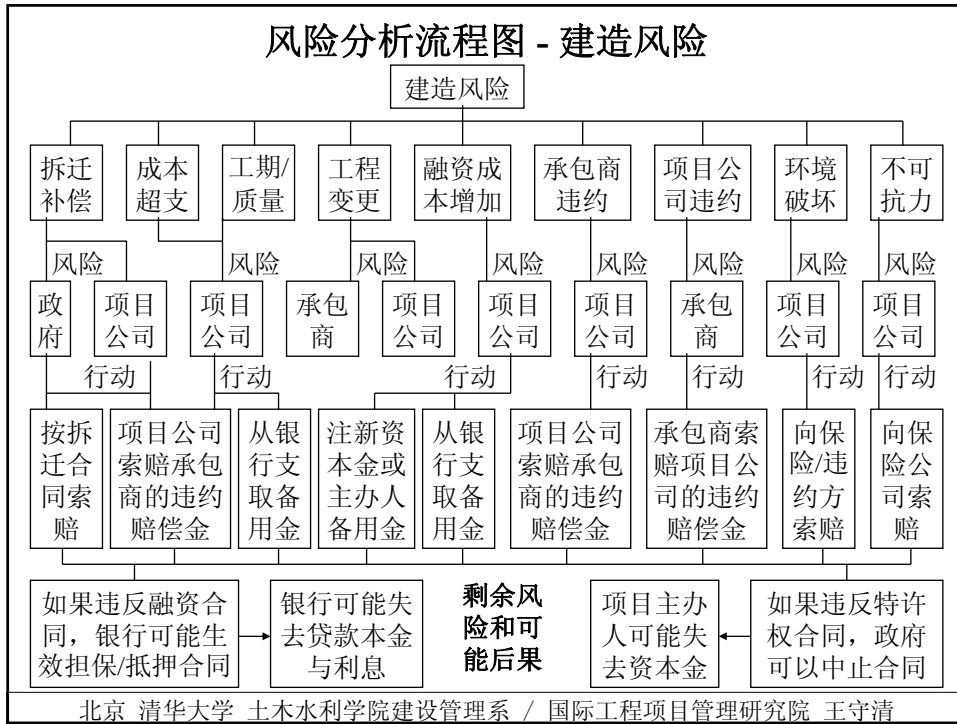 风险分析流程图 - 建造风险
建造风险
拆迁
补偿
成本
超支
工期/
质量
工程
变更
融资成
本增加
承包商
违约
项目公
司违约
环境
破坏
不可
抗力
风险
风险
风险
风险
风险
风险
风险
风险
政
府
项目
公司
项目
公司
承包
商
项目
公司
项目
公司
项目
公司
承包
商
项目
公司
项目
公司
行动
行动
行动
行动
行动
行动
行动
按拆
迁合
同索
赔
项目公司
索赔承包
商的违约
赔偿金
从银
行支
取备
用金
注新资
本金或
主办人
备用金
从银
行支
取备
用金
项目公司
索赔承包
商的违约
赔偿金
承包商索
赔项目公
司的违约
赔偿金
向保
险/违
约方
索赔
向保
险公
司索
赔
如果违反融资合
同，银行可能生
效担保/抵押合同
银行可能失
去贷款本金
与利息
剩余风
险和可
能后果
项目主办
人可能失
去资本金
如果违反特许
权合同，政府
可以中止合同
北京 清华大学 土木水利学院建设管理系 / 国际工程项目管理研究院 王守清